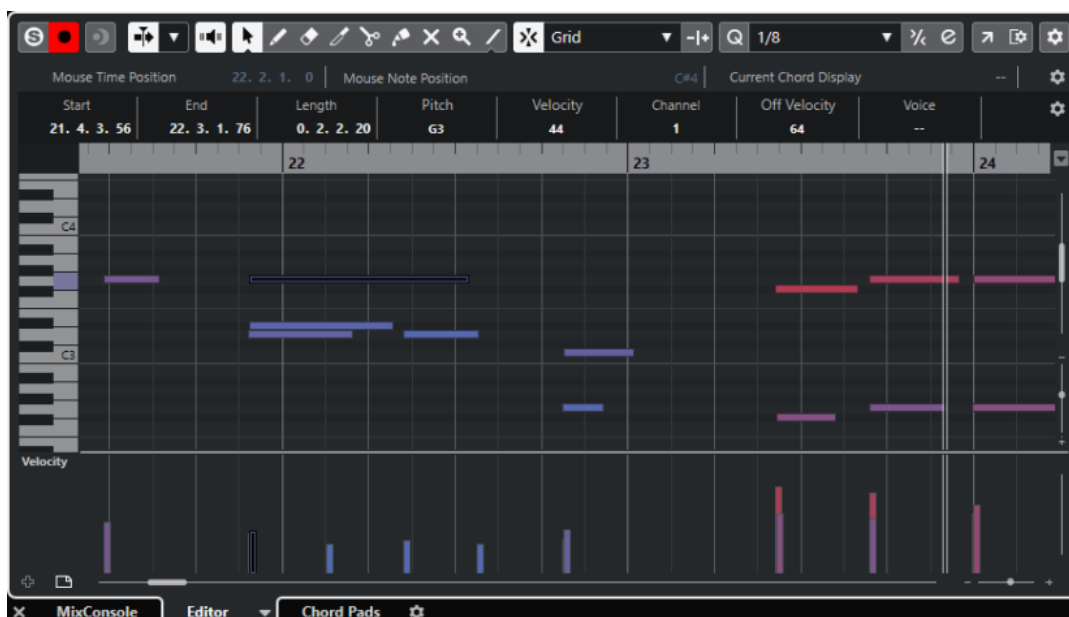 Grid Q 1/8
Mouse Time Position 22. 2. 1. 0 Mouse Note Position C#4 Current Chord Display --
Start End Length Pitch Velocity Channel Off Velocity Voice
21. 4. 3. 56 22. 3. 1. 76 0. 2. 2. 20 G3 44 1 64 --
22 23 24
C4
C3
Velocity
MixConsole Editor Chord Pads